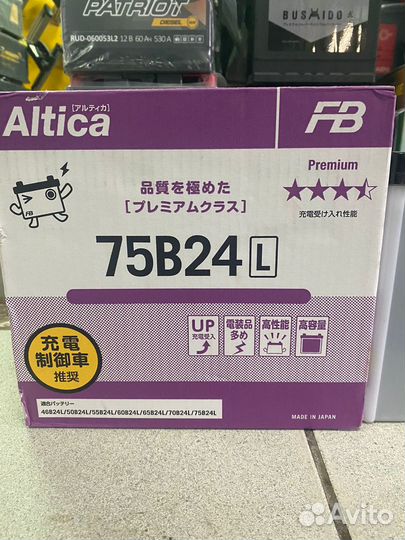 PATRIOT
DIESEL
RUD-060053L2 12 В 60 Ач 530 А
BUSHIDO
Altica
[アルティカ]
FB
Premium
充電受け入れ性能
FB
品質を極めた
[プレミアムクラス]
75B24 L
充電
制御車
推奨
UP
充電受入
電装品
多め
高性能
高容量
適合バッテリー
46B24L/50B24L/55B24L/60B24L/65B24L/70B24L/75B24L
MADE IN JAPAN
Avito